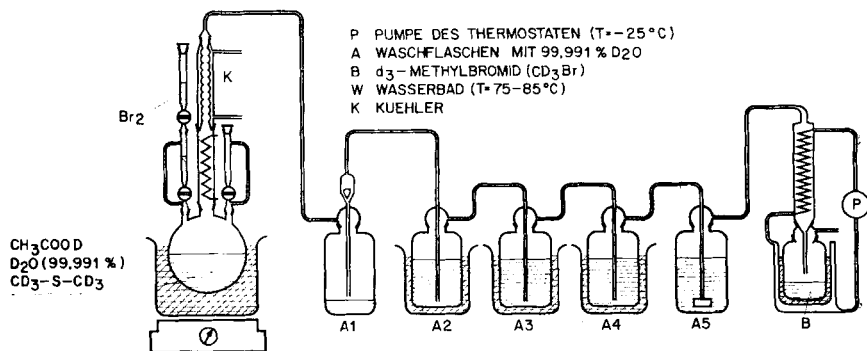 P PUMPE DES THERMOSTATEN (T=-25°C)
A WASCHFLASCHEN MIT 99,991 % D2O
B d3-METHYLBROMID (CD3Br)
W WASSERBAD (T=75-85°C)
K KUEHLER
K
Br2
P
CH3COOD
D2O (99,991 %)
CD3-S-CD3
A1
A2
A3
A4
A5
B